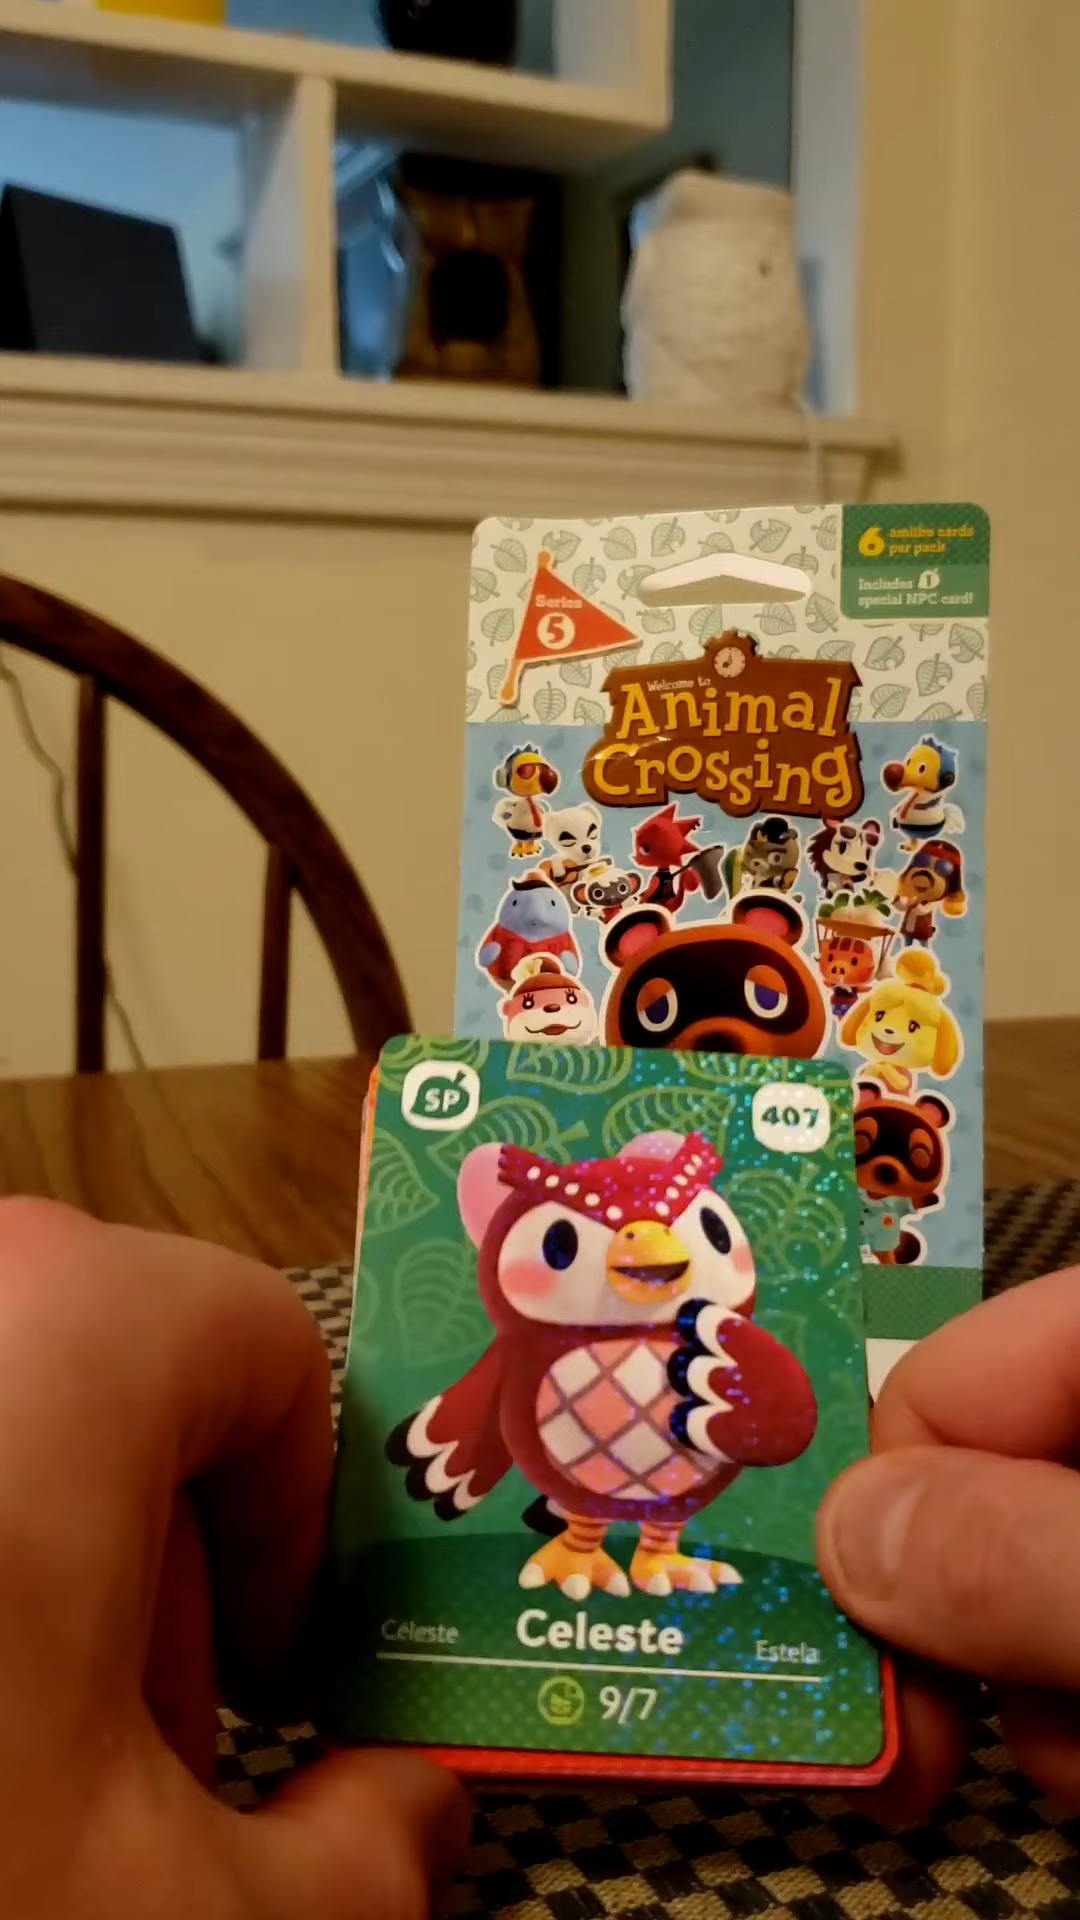 6 amiibo cards
per pack
Includes 1
special NPC card!
Series
5
Welcome to
Animal
Crossing
SP
407
Céleste Celeste Estela
9/7